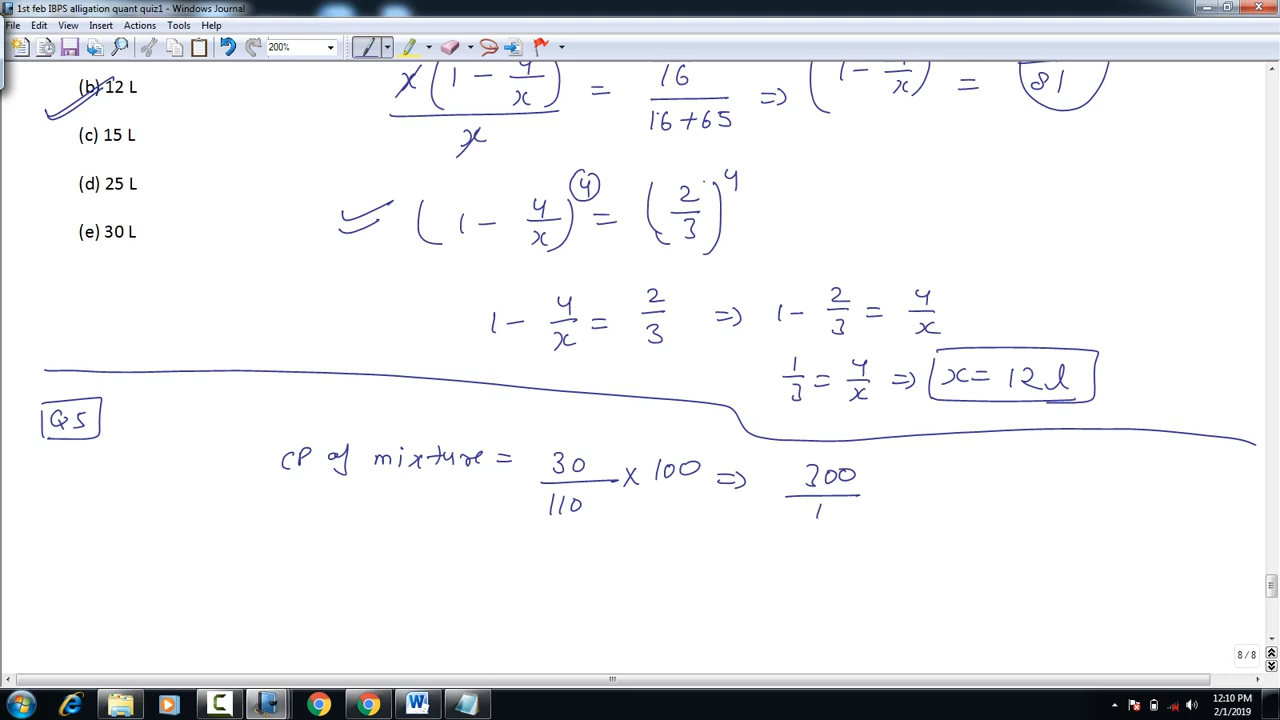 1st feb IBPS alligation quant quiz1 - Windows Journal
File Edit View Insert Actions Tools Help
200%
(b) 12 L
x(1 - 4/x) / x = 16/(16+65) => (1 - 4/x) = 81
(c) 15 L
(d) 25 L
(1 - 4/x)^4 = (2/3)^4
(e) 30 L
1 - 4/x = 2/3 => 1 - 2/3 = 4/x
1/3 = 4/x => x = 12 l
Q5
CP of mixture = 30/110 x 100 => 300/1
8 / 8
12:10 PM
2/1/2019